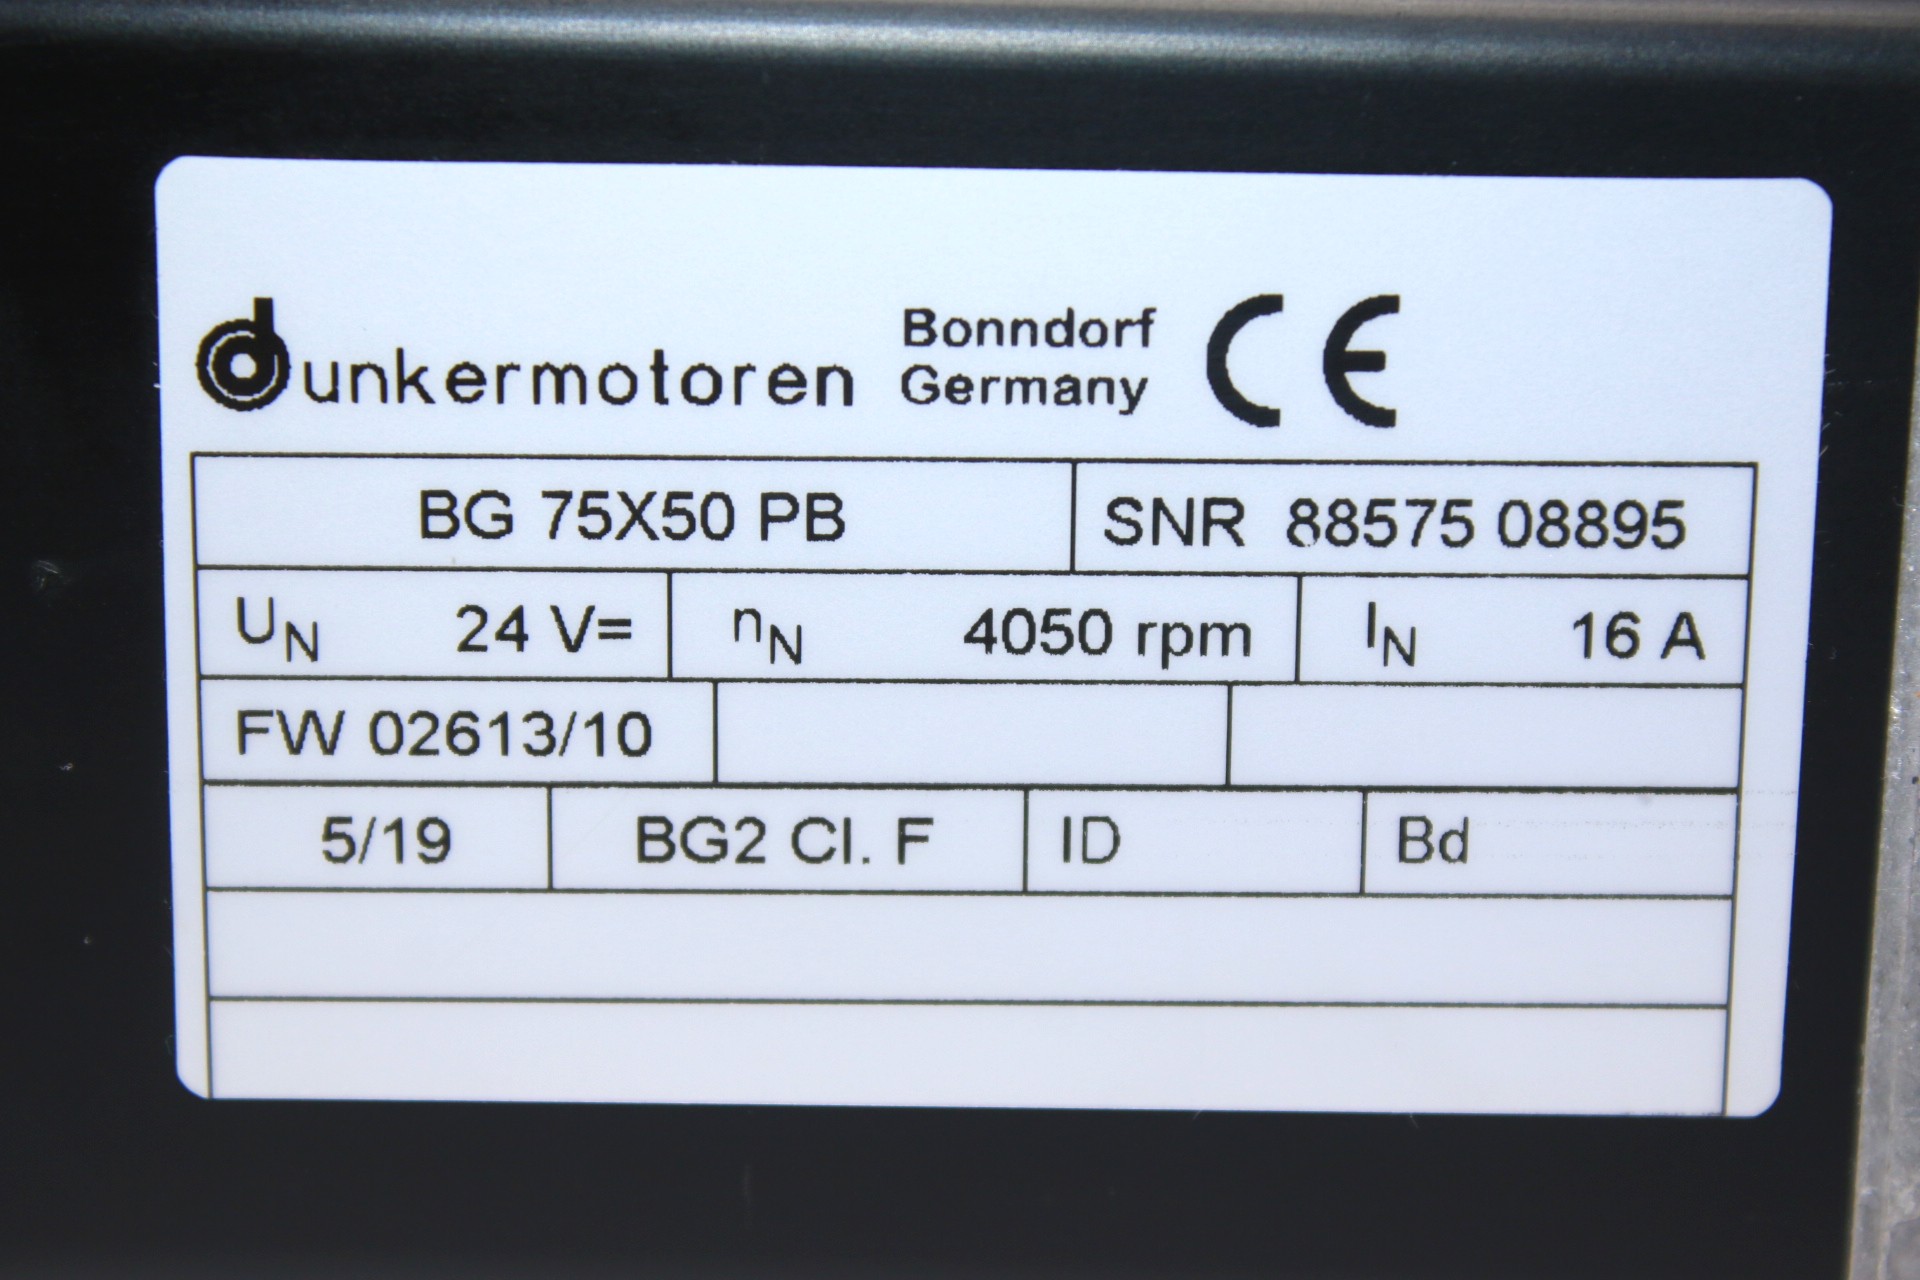 dunkermotoren Bonndorf Germany CE
BG 75X50 PB SNR 88575 08895
UN 24 V= nN 4050 rpm IN 16 A
FW 02613/10
5/19 BG2 Cl. F ID Bd